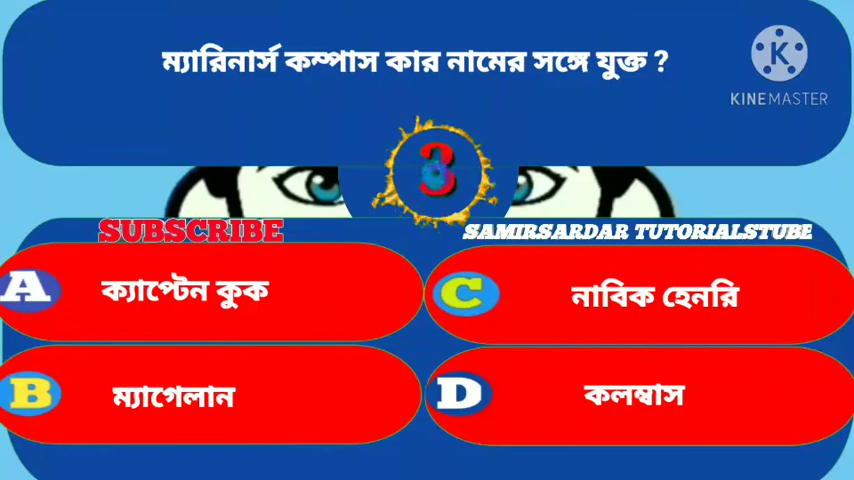 ম্যারিনার্স কম্পাস কার নামের সঙ্গে যুক্ত ?
KINEMASTER
3
SUBSCRIBE
SAMIRSARDAR TUTORIALSTUBE
A ক্যাপ্টেন কুক
C নাবিক হেনরি
B ম্যাগেলান
D কলম্বাস